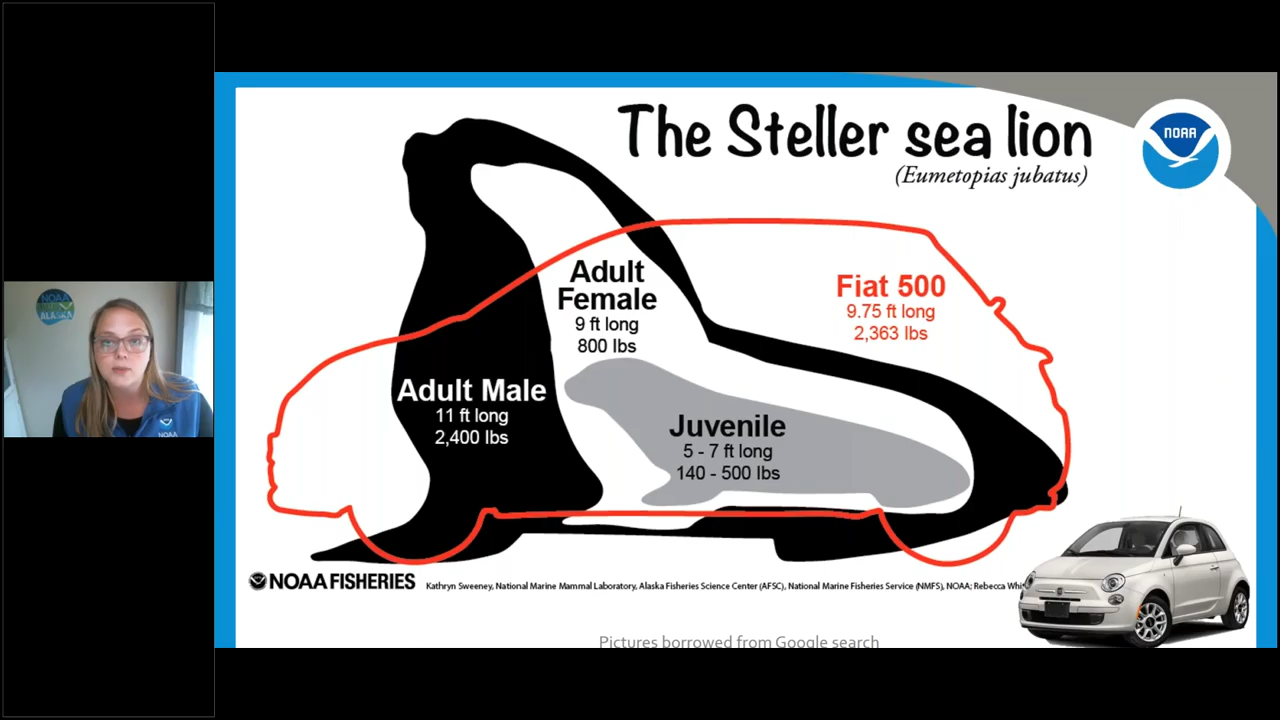 The Steller sea lion
(Eumetopias jubatus)
NOAA
Adult
Female
9 ft long
800 lbs
Fiat 500
9.75 ft long
2,363 lbs
Adult Male
11 ft long
2,400 lbs
Juvenile
5 - 7 ft long
140 - 500 lbs
NOAA
ALASKA
NOAA
NOAA FISHERIES
Kathryn Sweeney, National Marine Mammal Laboratory, Alaska Fisheries Science Center (AFSC), National Marine Fisheries Service (NMFS), NOAA; Rebecca
Pictures borrowed from Google search